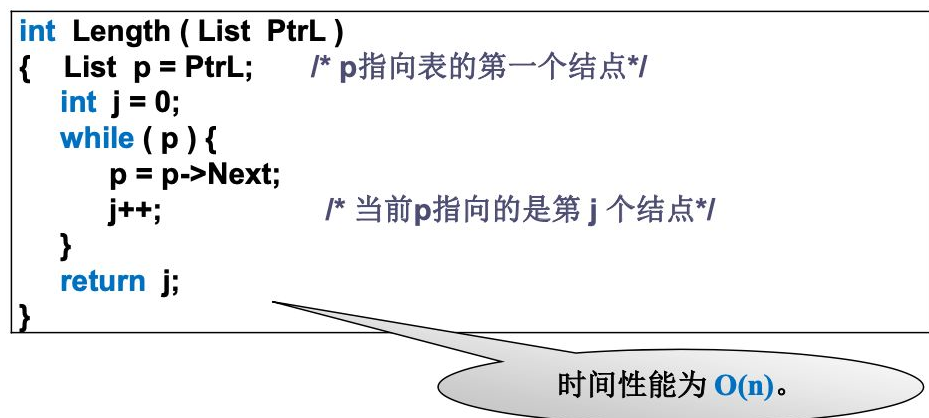 int Length ( List PtrL )
{ List p = PtrL; /* p指向表的第一个结点*/
int j = 0;
while ( p ) {
p = p->Next;
j++; /* 当前p指向的是第 j 个结点*/
}
return j;
}
时间性能为 O(n)。